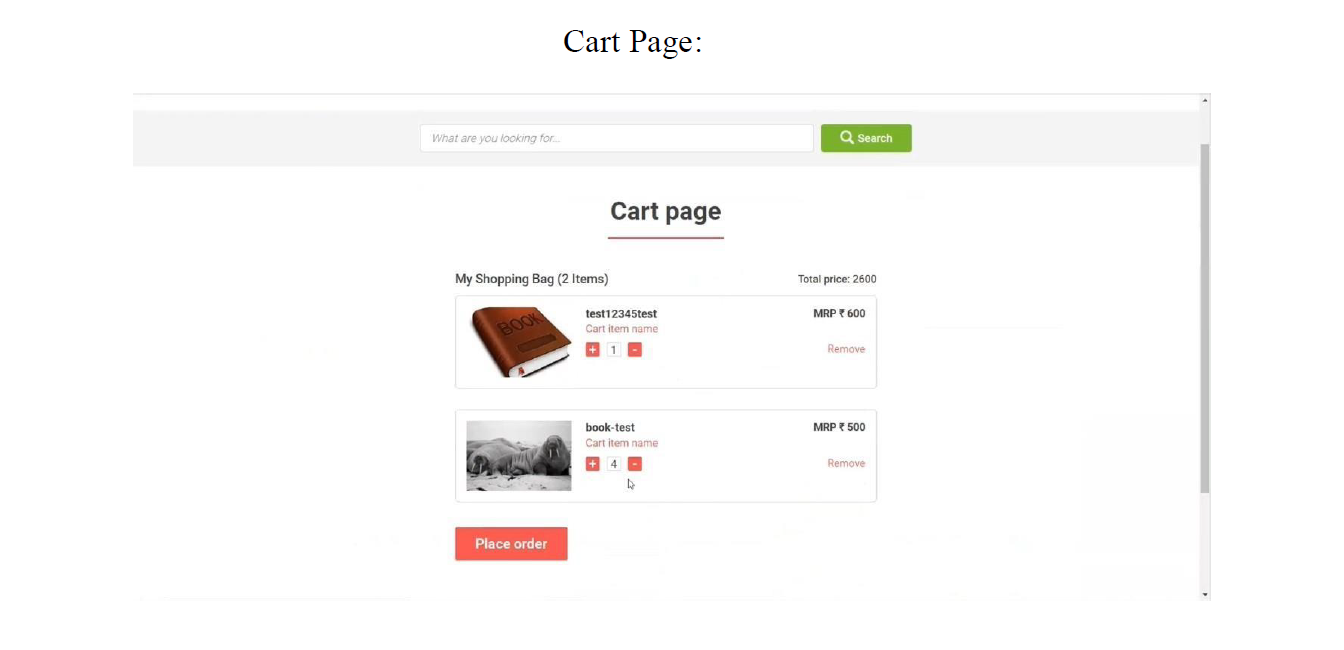 Cart Page:
What are you looking for...
Search
Cart page
My Shopping Bag (2 Items)
Total price: 2600
BOOK
test12345test
MRP ₹ 600
Cart item name
+ 1 -
Remove
book-test
MRP ₹ 500
Cart item name
+ 4 -
Remove
Place order